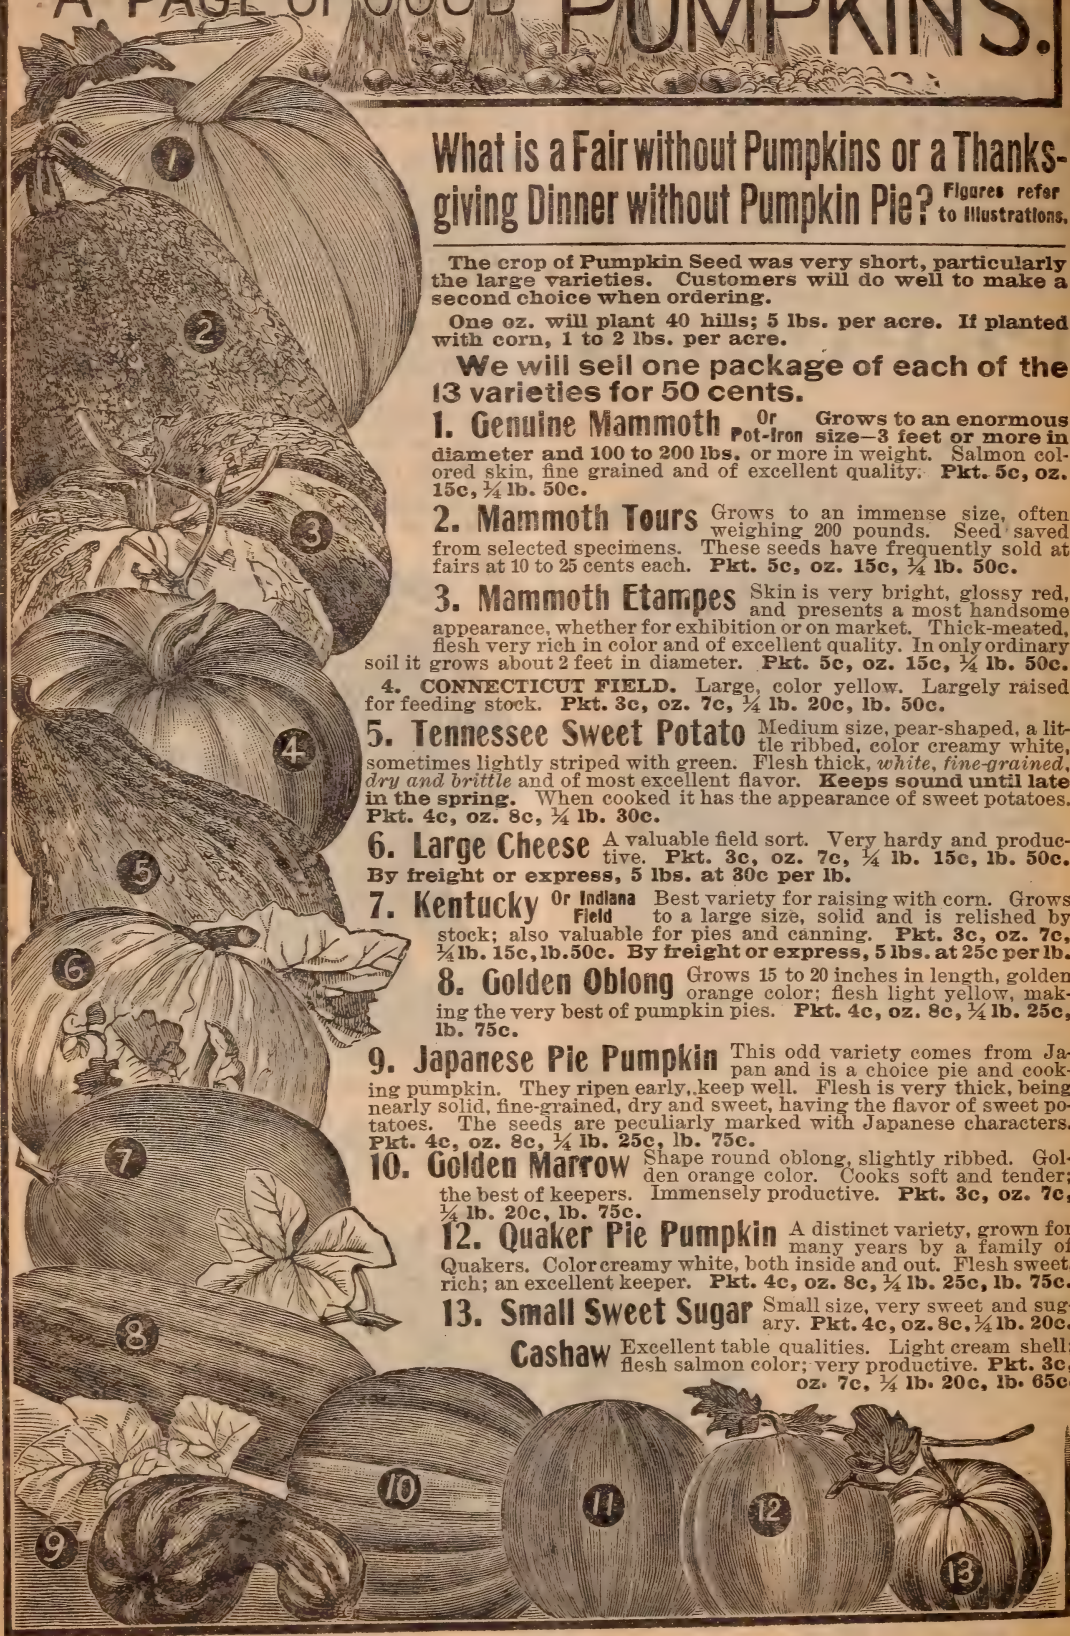 A PAGE OF GOOD PUMPKINS.
What is a Fair without Pumpkins or a Thanks-
giving Dinner without Pumpkin Pie? Figures refer
to Illustrations.
The crop of Pumpkin Seed was very short, particularly
the large varieties. Customers will do well to make a
second choice when ordering.
One oz. will plant 40 hills; 5 lbs. per acre. If planted
with corn, 1 to 2 lbs. per acre.
We will sell one package of each of the
13 varieties for 50 cents.
1. Genuine Mammoth Or Pot-Iron Grows to an enormous
size—3 feet or more in
diameter and 100 to 200 lbs. or more in weight. Salmon col-
ored skin, fine grained and of excellent quality. Pkt. 5c, oz.
15c, ¼ lb. 50c.
2. Mammoth Tours Grows to an immense size, often
weighing 200 pounds. Seed saved
from selected specimens. These seeds have frequently sold at
fairs at 10 to 25 cents each. Pkt. 5c, oz. 15c, ¼ lb. 50c.
3. Mammoth Etampes Skin is very bright, glossy red,
and presents a most handsome
appearance, whether for exhibition or on market. Thick-meated,
flesh very rich in color and of excellent quality. In only ordinary
soil it grows about 2 feet in diameter. Pkt. 5c, oz. 15c, ¼ lb. 50c.
4. CONNECTICUT FIELD. Large, color yellow. Largely raised
for feeding stock. Pkt. 3c, oz. 7c, ¼ lb. 20c, lb. 50c.
5. Tennessee Sweet Potato Medium size, pear-shaped, a lit-
tle ribbed, color creamy white,
sometimes lightly striped with green. Flesh thick, white, fine-grained,
dry and brittle and of most excellent flavor. Keeps sound until late
in the spring. When cooked it has the appearance of sweet potatoes.
Pkt. 4c, oz. 8c, ¼ lb. 30c.
6. Large Cheese A valuable field sort. Very hardy and produc-
tive. Pkt. 3c, oz. 7c, ¼ lb. 15c, lb. 50c.
By freight or express, 5 lbs. at 30c per lb.
7. Kentucky Or Indiana Field Best variety for raising with corn. Grows
to a large size, solid and is relished by
stock; also valuable for pies and canning. Pkt. 3c, oz. 7c,
¼ lb. 15c, lb. 50c. By freight or express, 5 lbs. at 25c per lb.
8. Golden Oblong Grows 15 to 20 inches in length, golden
orange color; flesh light yellow, mak-
ing the very best of pumpkin pies. Pkt. 4c, oz. 8c, ¼ lb. 25c,
lb. 75c.
9. Japanese Pie Pumpkin This odd variety comes from Ja-
pan and is a choice pie and cook-
ing pumpkin. They ripen early, keep well. Flesh is very thick, being
nearly solid, fine-grained, dry and sweet, having the flavor of sweet po-
tatoes. The seeds are peculiarly marked with Japanese characters.
Pkt. 4c, oz. 8c, ¼ lb. 25c, lb. 75c.
10. Golden Marrow Shape round oblong, slightly ribbed. Gol-
den orange color. Cooks soft and tender;
the best of keepers. Immensely productive. Pkt. 3c, oz. 7c,
¼ lb. 20c, lb. 75c.
12. Quaker Pie Pumpkin A distinct variety, grown for
many years by a family of
Quakers. Color creamy white, both inside and out. Flesh sweet,
rich; an excellent keeper. Pkt. 4c, oz. 8c, ¼ lb. 25c, lb. 75c.
13. Small Sweet Sugar Small size, very sweet and sug-
ary. Pkt. 4c, oz. 8c, ¼ lb. 20c.
Cashaw Excellent table qualities. Light cream shell;
flesh salmon color; very productive. Pkt. 3c,
oz. 7c, ¼ lb. 20c, lb. 65c
1
2
3
4
5
6
7
8
9
10
11
12
13